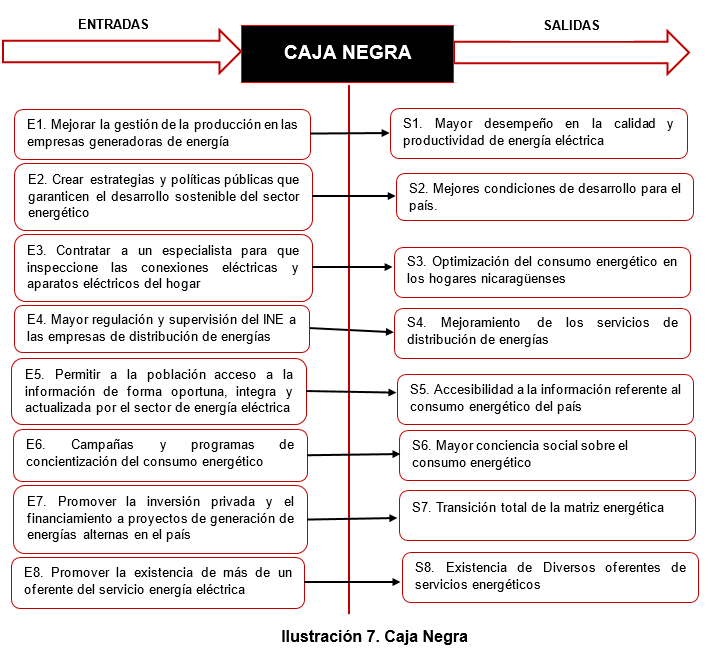 ENTRADAS
CAJA NEGRA
SALIDAS
E1. Mejorar la gestión de la producción en las
empresas generadoras de energía
S1. Mayor desempeño en la calidad y
productividad de energía eléctrica
E2. Crear estrategias y políticas públicas que
garanticen el desarrollo sostenible del sector
energético
S2. Mejores condiciones de desarrollo para el
país.
E3. Contratar a un especialista para que
inspeccione las conexiones eléctricas y
aparatos eléctricos del hogar
S3. Optimización del consumo energético en
los hogares nicaragüenses
E4. Mayor regulación y supervisión del INE a
las empresas de distribución de energías
S4. Mejoramiento de los servicios de
distribución de energías
E5. Permitir a la población acceso a la
información de forma oportuna, integra y
actualizada por el sector de energía eléctrica
S5. Accesibilidad a la información referente al
consumo energético del país
E6. Campañas y programas de
concientización del consumo energético
S6. Mayor conciencia social sobre el
consumo energético
E7. Promover la inversión privada y el
financiamiento a proyectos de generación de
energías alternas en el país
S7. Transición total de la matriz energética
E8. Promover la existencia de más de un
oferente del servicio energía eléctrica
S8. Existencia de Diversos oferentes de
servicios energéticos
Ilustración 7. Caja Negra